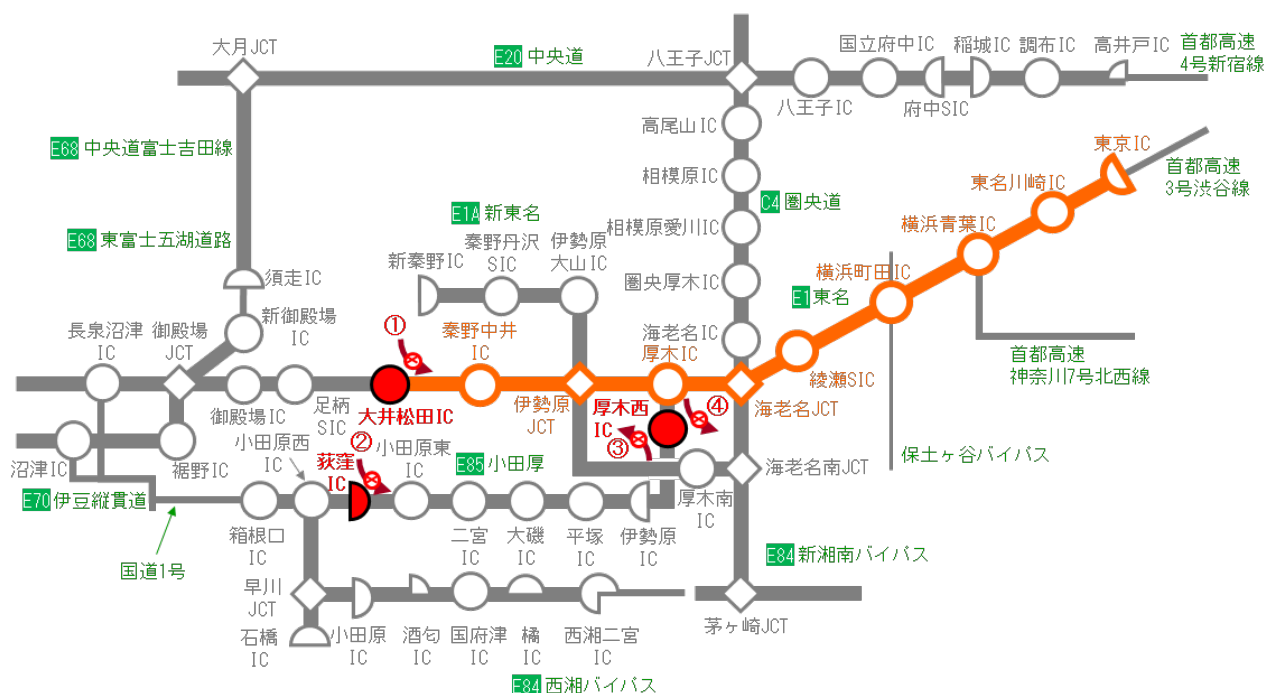 大月JCT
E20 中央道
八王子JCT
国立府中IC
稲城IC
調布IC
高井戸IC
首都高速
4号新宿線
八王子IC
府中SIC
高尾山IC
E68 中央道富士吉田線
東京IC
首都高速
3号渋谷線
相模原IC
東名川崎IC
C4 圏央道
E1A 新東名
相模原愛川IC
横浜青葉IC
E68 東富士五湖道路
秦野丹沢
SIC
伊勢原
大山IC
新秦野IC
横浜町田IC
須走IC
圏央厚木IC
E1 東名
新御殿場
IC
長泉沼津
IC
御殿場
JCT
①
秦野中井
IC
海老名IC
厚木IC
首都高速
神奈川7号北西線
綾瀬SIC
御殿場IC
足柄
SIC
大井松田IC
伊勢原
JCT
厚木西
IC
④
海老名JCT
小田原西
IC
②
小田原東
IC
③
保土ヶ谷バイパス
沼津IC
裾野IC
荻窪
IC
E85 小田厚
海老名南JCT
E70 伊豆縦貫道
厚木南
IC
箱根口
IC
二宮
IC
大磯
IC
平塚
IC
伊勢原
IC
国道1号
E84 新湘南バイパス
早川
JCT
石橋
IC
小田原
IC
酒匂
IC
国府津
IC
橘
IC
西湘二宮
IC
茅ヶ崎JCT
E84 西湘バイパス